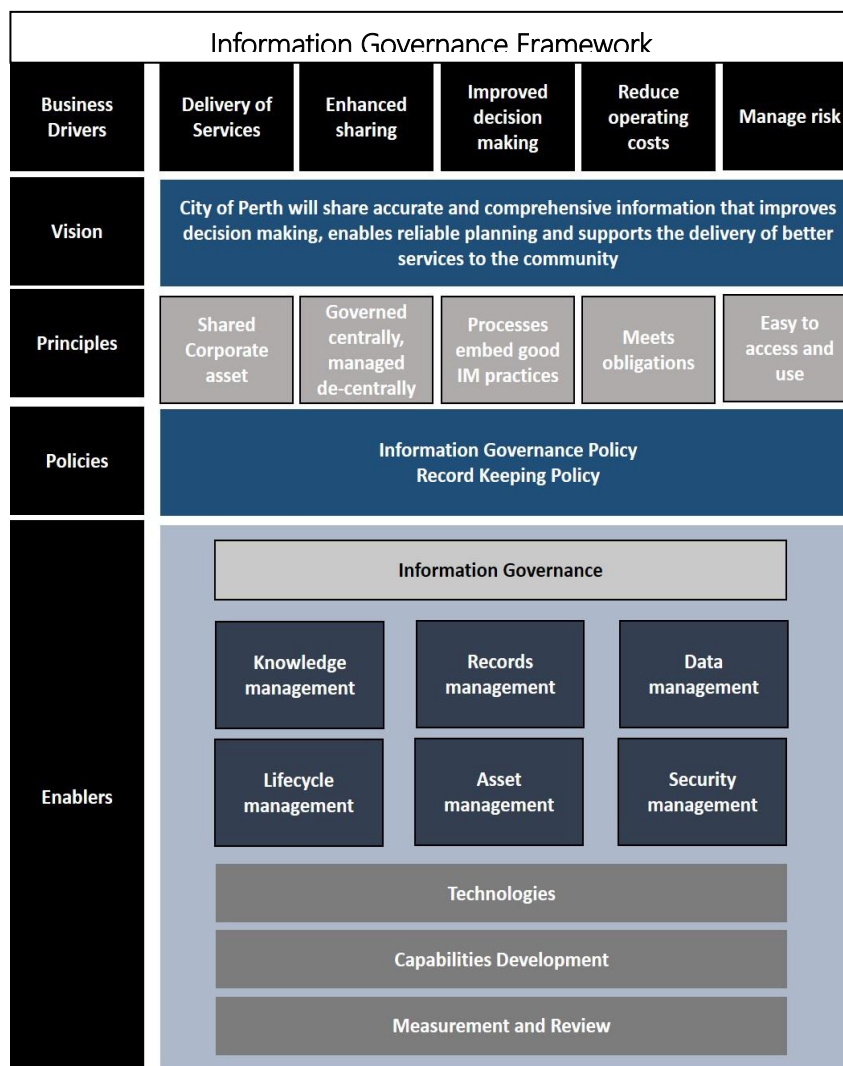 Information Governance Framework
Business
Drivers
Delivery of
Services
Enhanced
sharing
Improved
decision
making
Reduce
operating
costs
Manage risk
Vision
City of Perth will share accurate and comprehensive information that improves
decision making, enables reliable planning and supports the delivery of better
services to the community
Principles
Shared
Corporate
asset
Governed
centrally,
managed
de-centrally
Processes
embed good
IM practices
Meets
obligations
Easy to
access and
use
Policies
Information Governance Policy
Record Keeping Policy
Enablers
Information Governance
Knowledge
management
Records
management
Data
management
Lifecycle
management
Asset
management
Security
management
Technologies
Capabilities Development
Measurement and Review